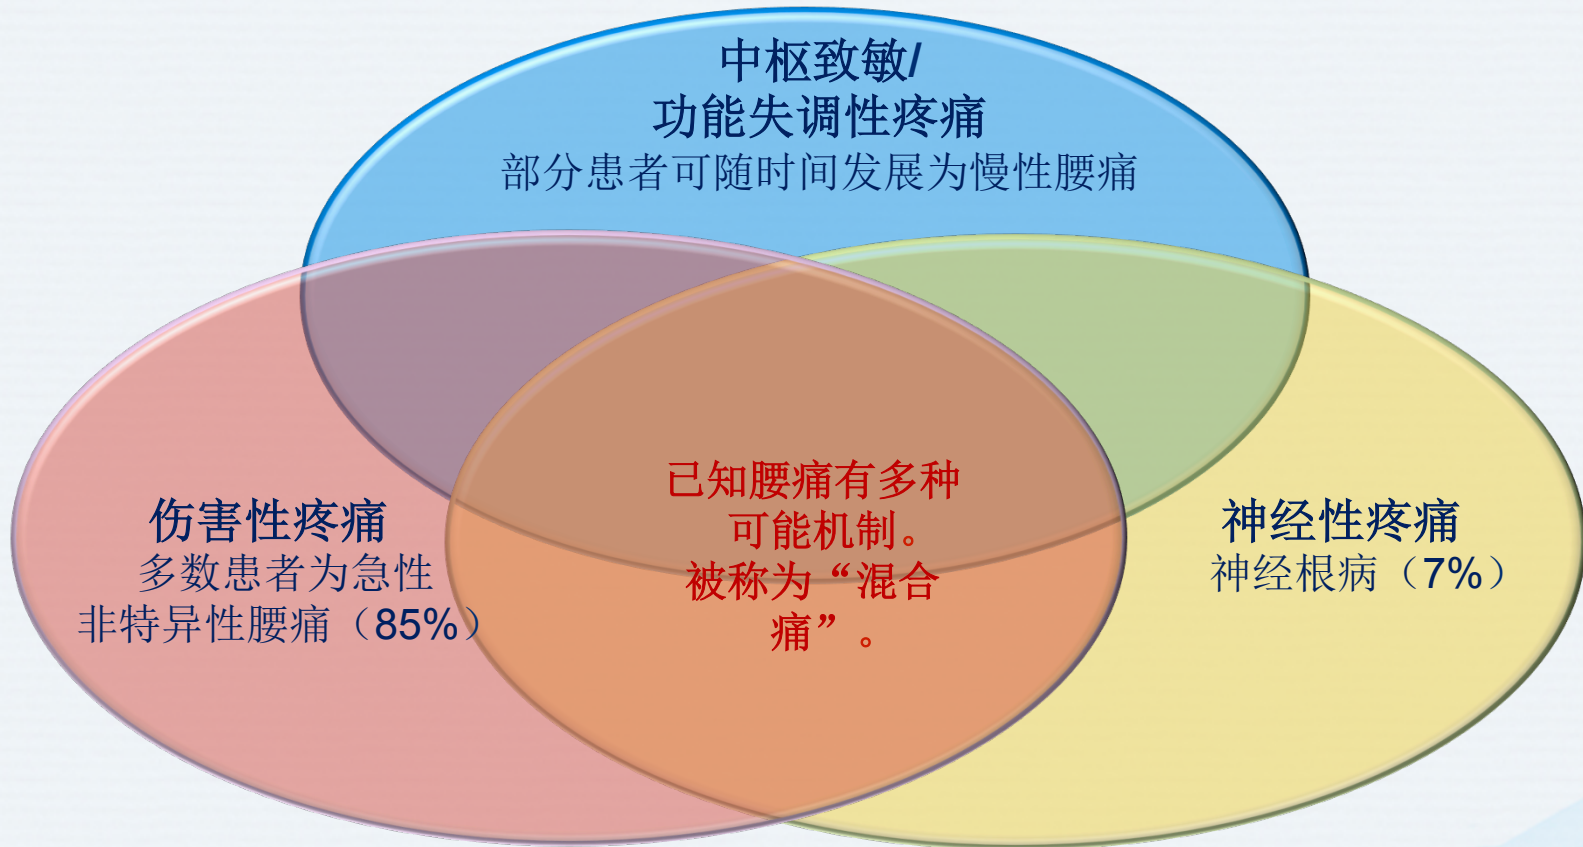 中枢致敏/
功能失调性疼痛
部分患者可随时间发展为慢性腰痛
伤害性疼痛
多数患者为急性
非特异性腰痛（85%）
已知腰痛有多种
可能机制。
被称为“混合
痛”。
神经性疼痛
神经根病（7%）